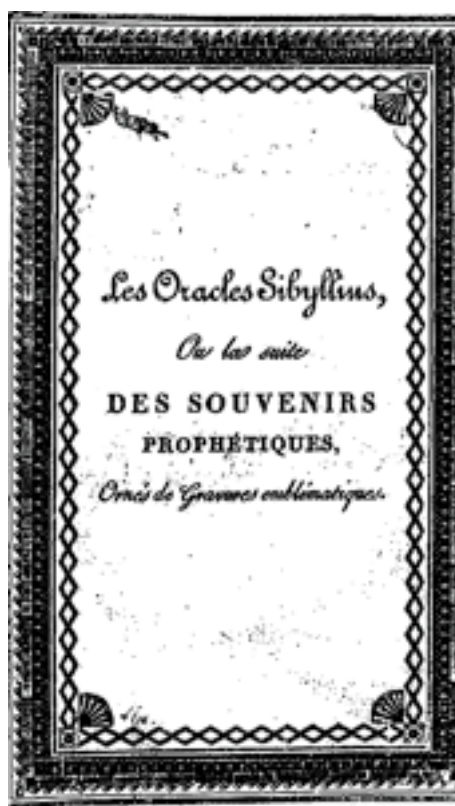 Les Oracles Sibyllins,
Ou la suite
DES SOUVENIRS
PROPHÉTIQUES,
Ornés de Gravures emblématiques.